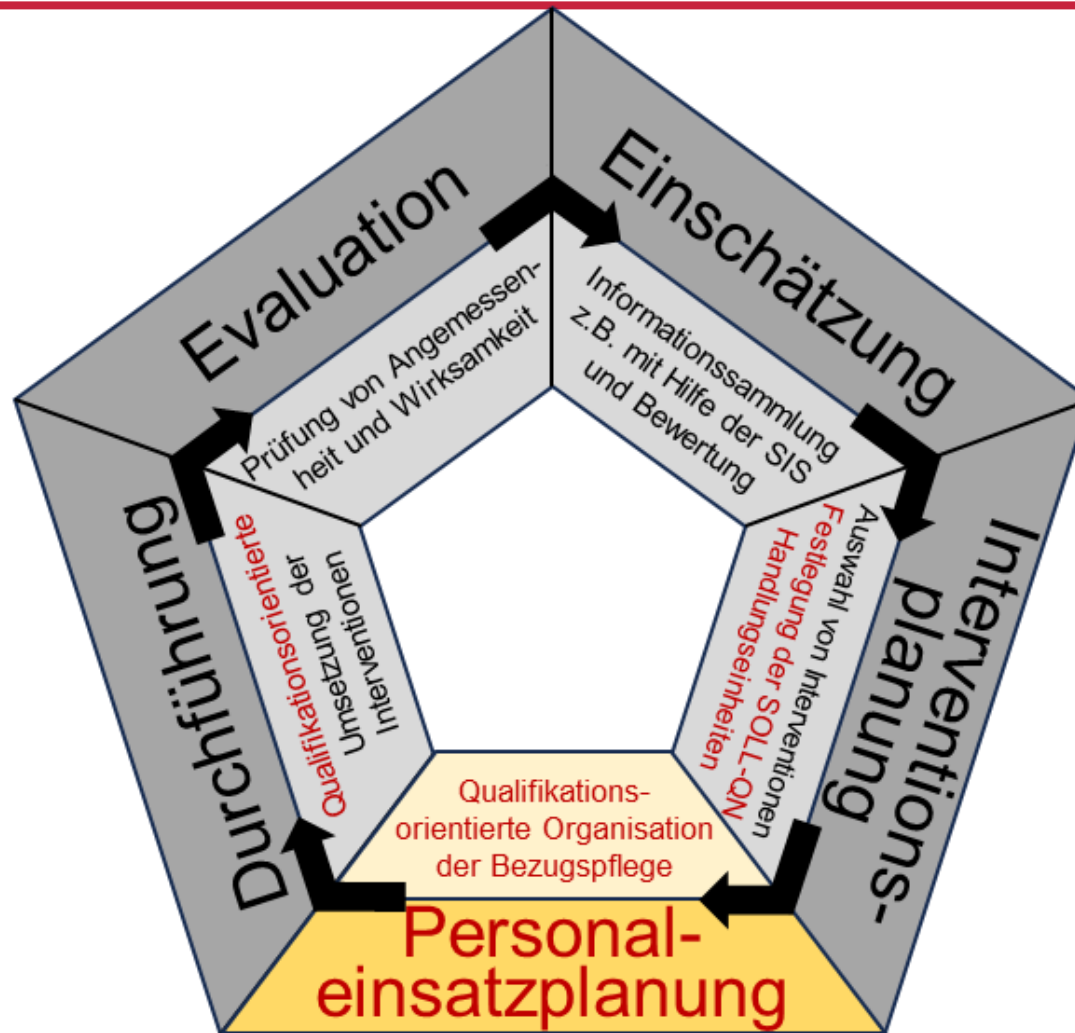 Einschätzung
Informationssammlung
z.B. mit Hilfe der SIS
und Bewertung
Interventions-
planung
Auswahl von Interventionen
Festlegung der SOLL-QN
Handlungseinheiten
Personal-
einsatzplanung
Qualifikations-
orientierte Organisation
der Bezugspflege
Durchführung
Qualifikationsorientierte
Umsetzung der
Interventionen
Evaluation
Prüfung von Angemessen-
heit und Wirksamkeit